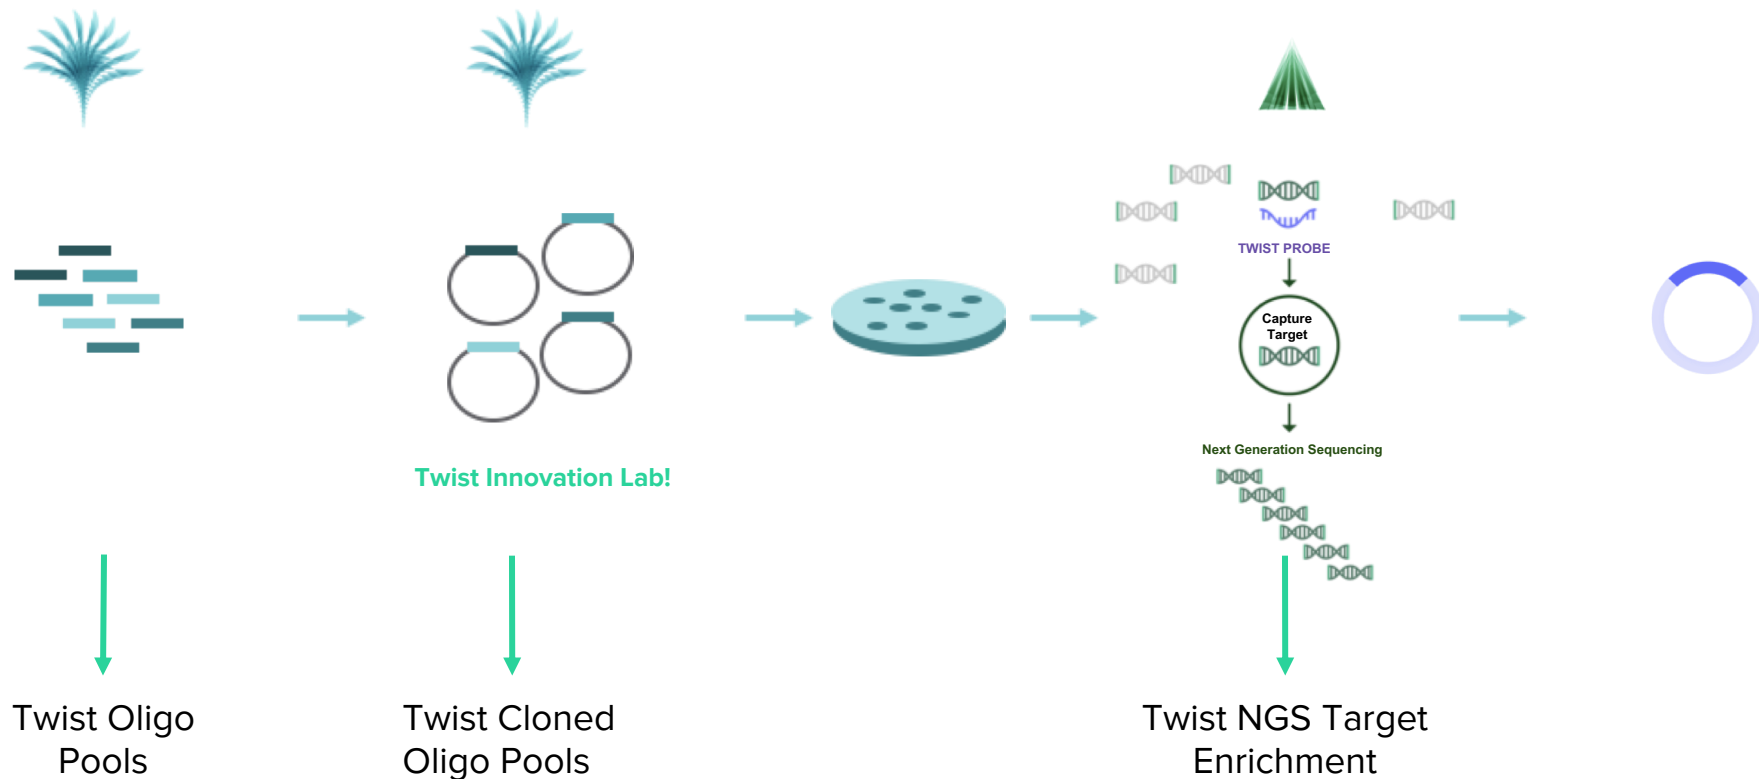 TWIST PROBE
Capture
Target
Next Generation Sequencing
Twist Innovation Lab!
Twist Oligo
Pools
Twist Cloned
Oligo Pools
Twist NGS Target
Enrichment